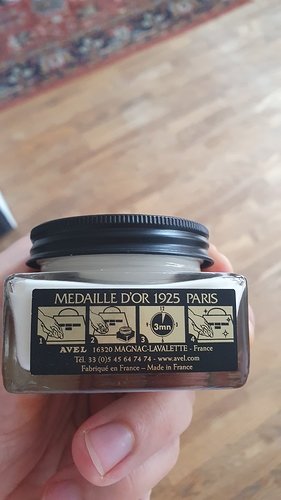 MEDAILLE D'OR 1925 PARIS
1 2 3 3mn 4
AVEL 16320 MAGNAC-LAVALETTE - France
Tél. 33 (0)5 45 64 74 74 - www.avel.com
Fabriqué en France – Made in France